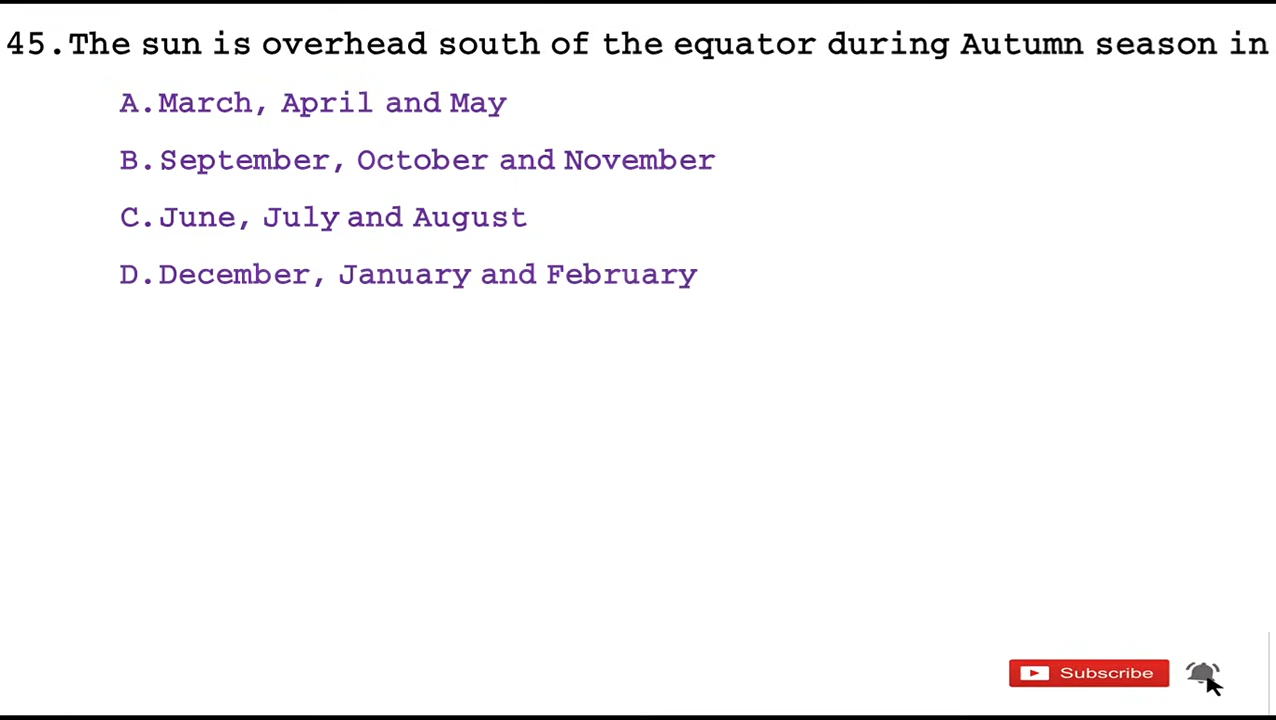 45.The sun is overhead south of the equator during Autumn season in
A.March, April and May
B.September, October and November
C.June, July and August
D.December, January and February
Subscribe